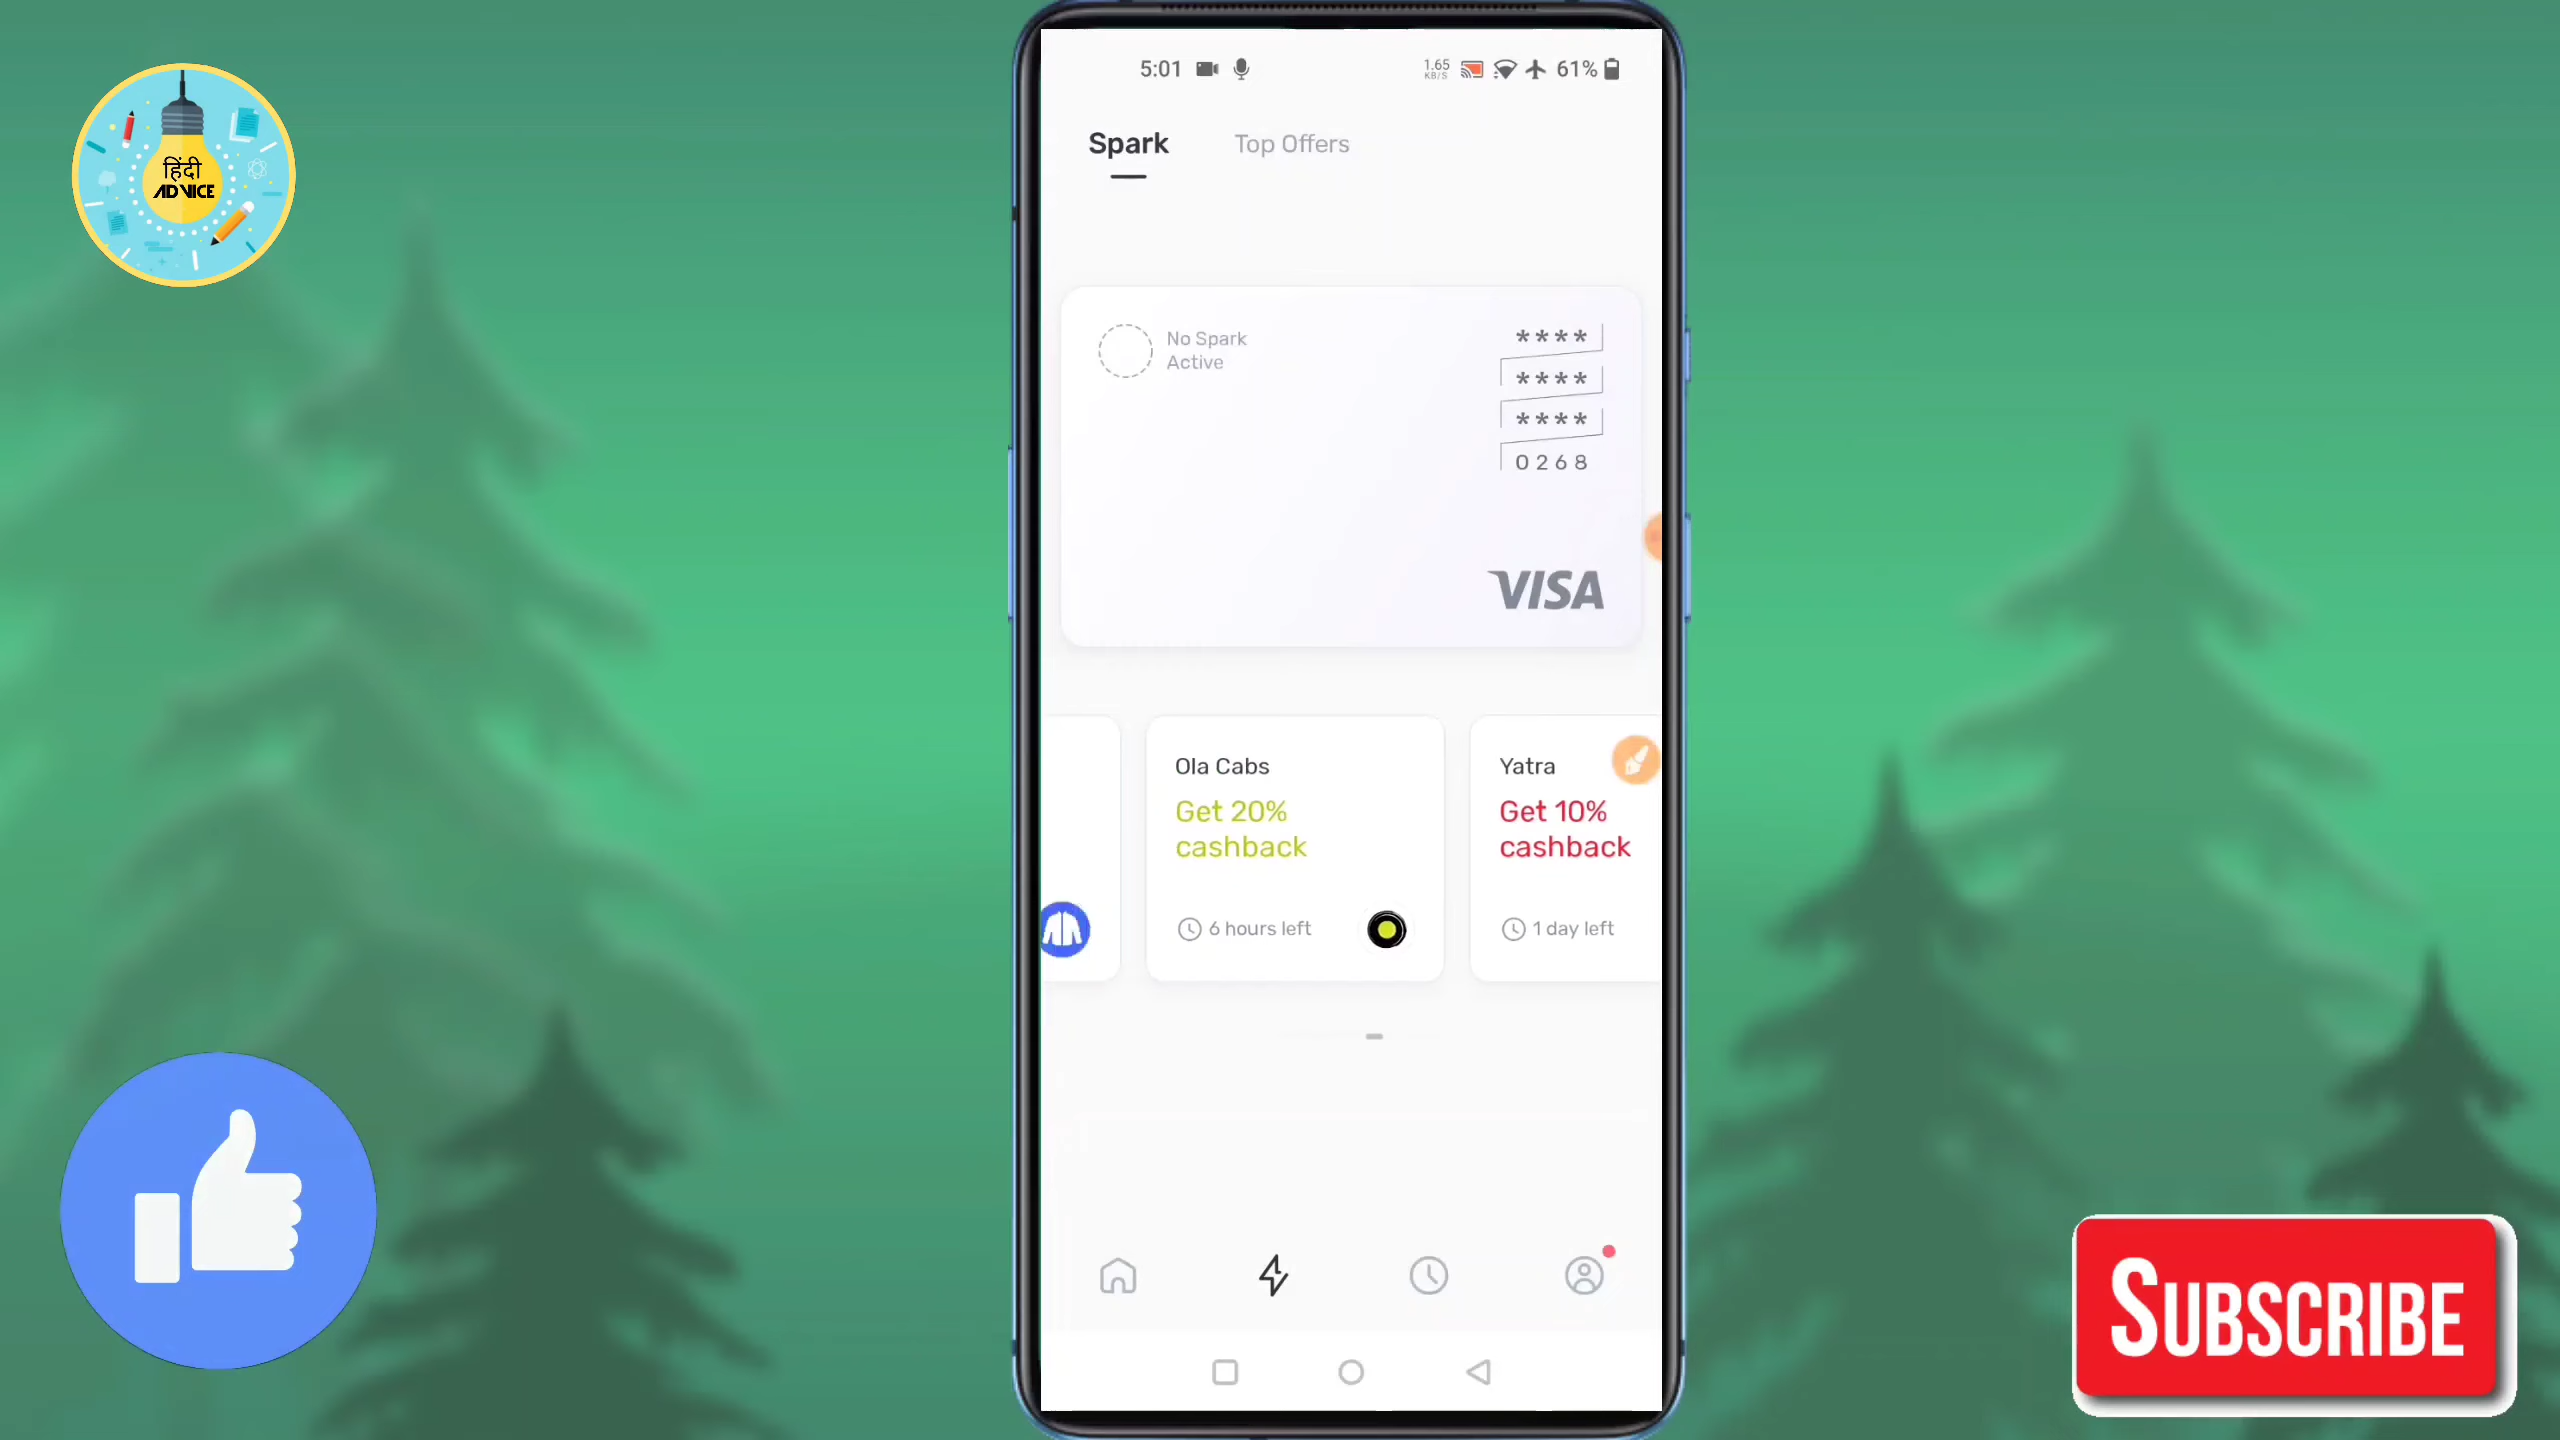 हिंदी
ADVICE
5:01
1.65
KB/S
61%
Spark
Top Offers
No Spark
Active
****
****
****
0268
VISA
Ola Cabs
Get 20%
cashback
6 hours left
Yatra
Get 10%
cashback
1 day left
SUBSCRIBE